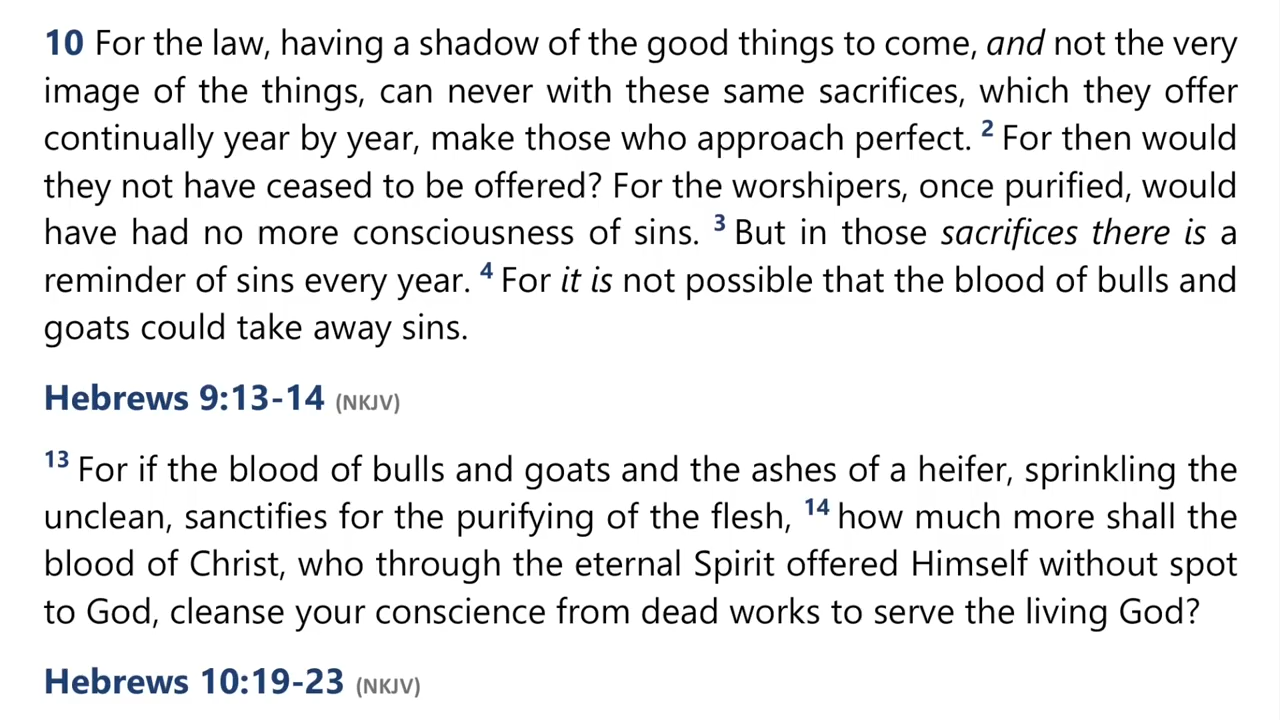 10 For the law, having a shadow of the good things to come, and not the very
image of the things, can never with these same sacrifices, which they offer
continually year by year, make those who approach perfect. 2 For then would
they not have ceased to be offered? For the worshipers, once purified, would
have had no more consciousness of sins. 3 But in those sacrifices there is a
reminder of sins every year. 4 For it is not possible that the blood of bulls and
goats could take away sins.
Hebrews 9:13-14 (NKJV)
13 For if the blood of bulls and goats and the ashes of a heifer, sprinkling the
unclean, sanctifies for the purifying of the flesh, 14 how much more shall the
blood of Christ, who through the eternal Spirit offered Himself without spot
to God, cleanse your conscience from dead works to serve the living God?
Hebrews 10:19-23 (NKJV)